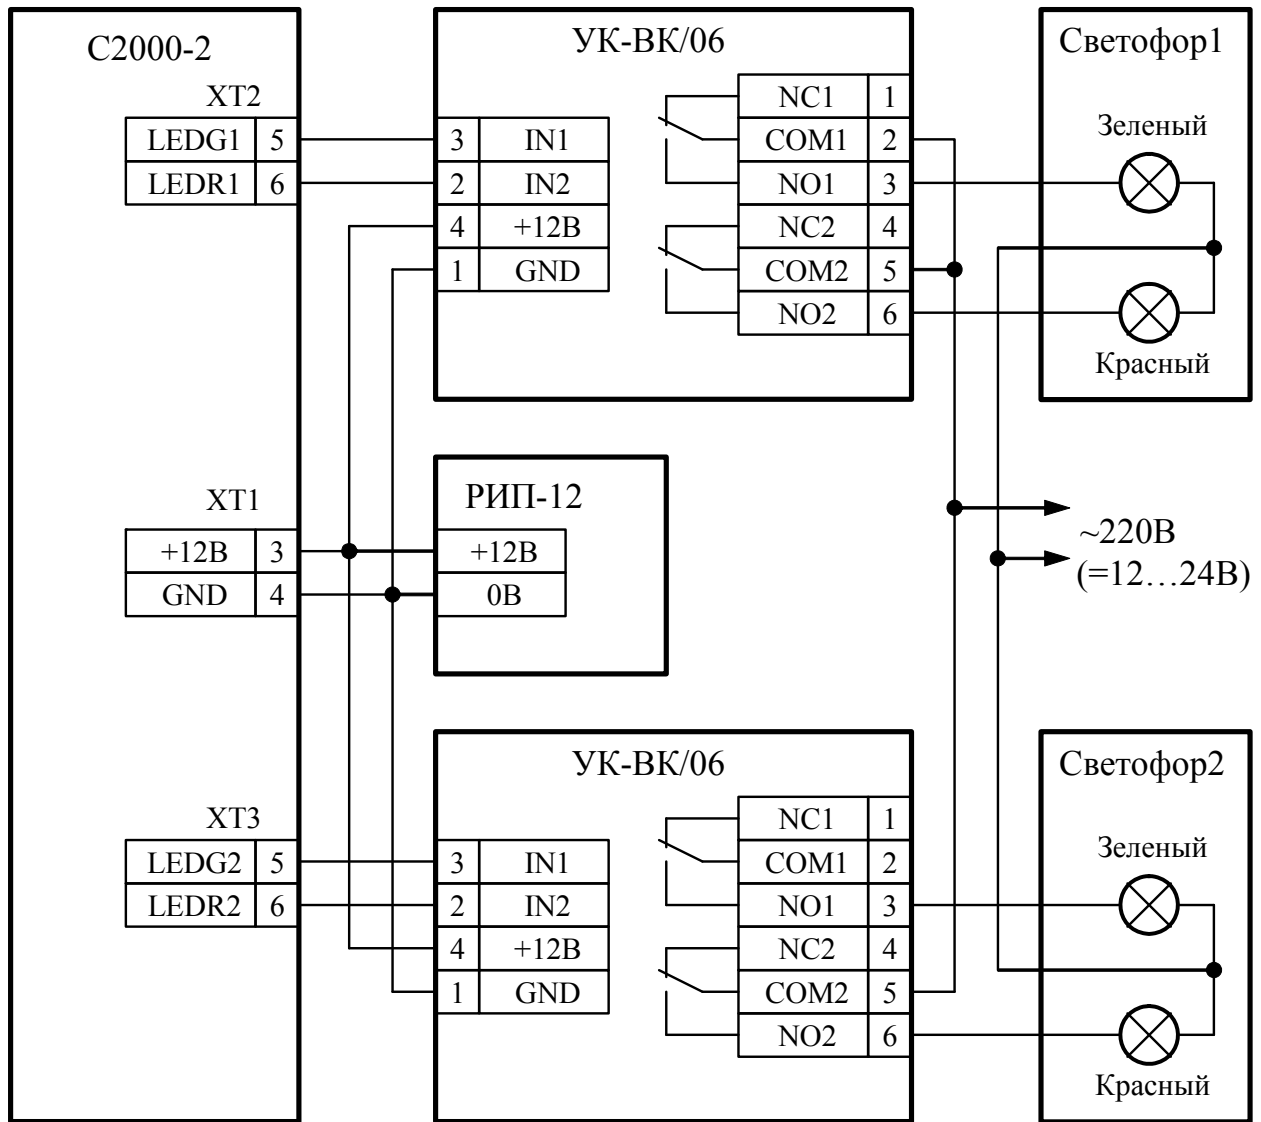 С2000-2
XT2
LEDG1 5
LEDR1 6
XT1
+12В 3
GND 4
XT3
LEDG2 5
LEDR2 6
УК-ВК/06
3 IN1
2 IN2
4 +12В
1 GND
NC1 1
COM1 2
NO1 3
NC2 4
COM2 5
NO2 6
Светофор1
Зеленый
Красный
РИП-12
+12В
0В
~220В
(=12…24В)
УК-ВК/06
3 IN1
2 IN2
4 +12В
1 GND
NC1 1
COM1 2
NO1 3
NC2 4
COM2 5
NO2 6
Светофор2
Зеленый
Красный